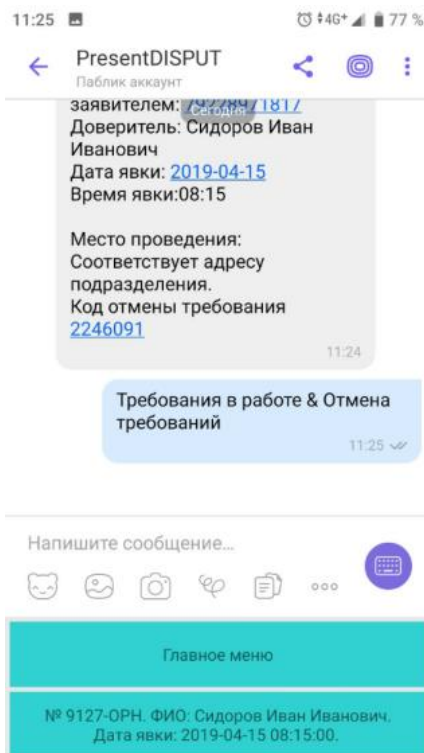 11:25 4G+ 77 %
PresentDISPUT
Паблик аккаунт
заявителем: 79228971817
Сегодня
Доверитель: Сидоров Иван
Иванович
Дата явки: 2019-04-15
Время явки:08:15
Место проведения:
Соответствует адресу
подразделения.
Код отмены требования
2246091
11:24
Требования в работе & Отмена
требований
11:25
Напишите сообщение...
Главное меню
№ 9127-ОРН. ФИО: Сидоров Иван Иванович.
Дата явки: 2019-04-15 08:15:00.